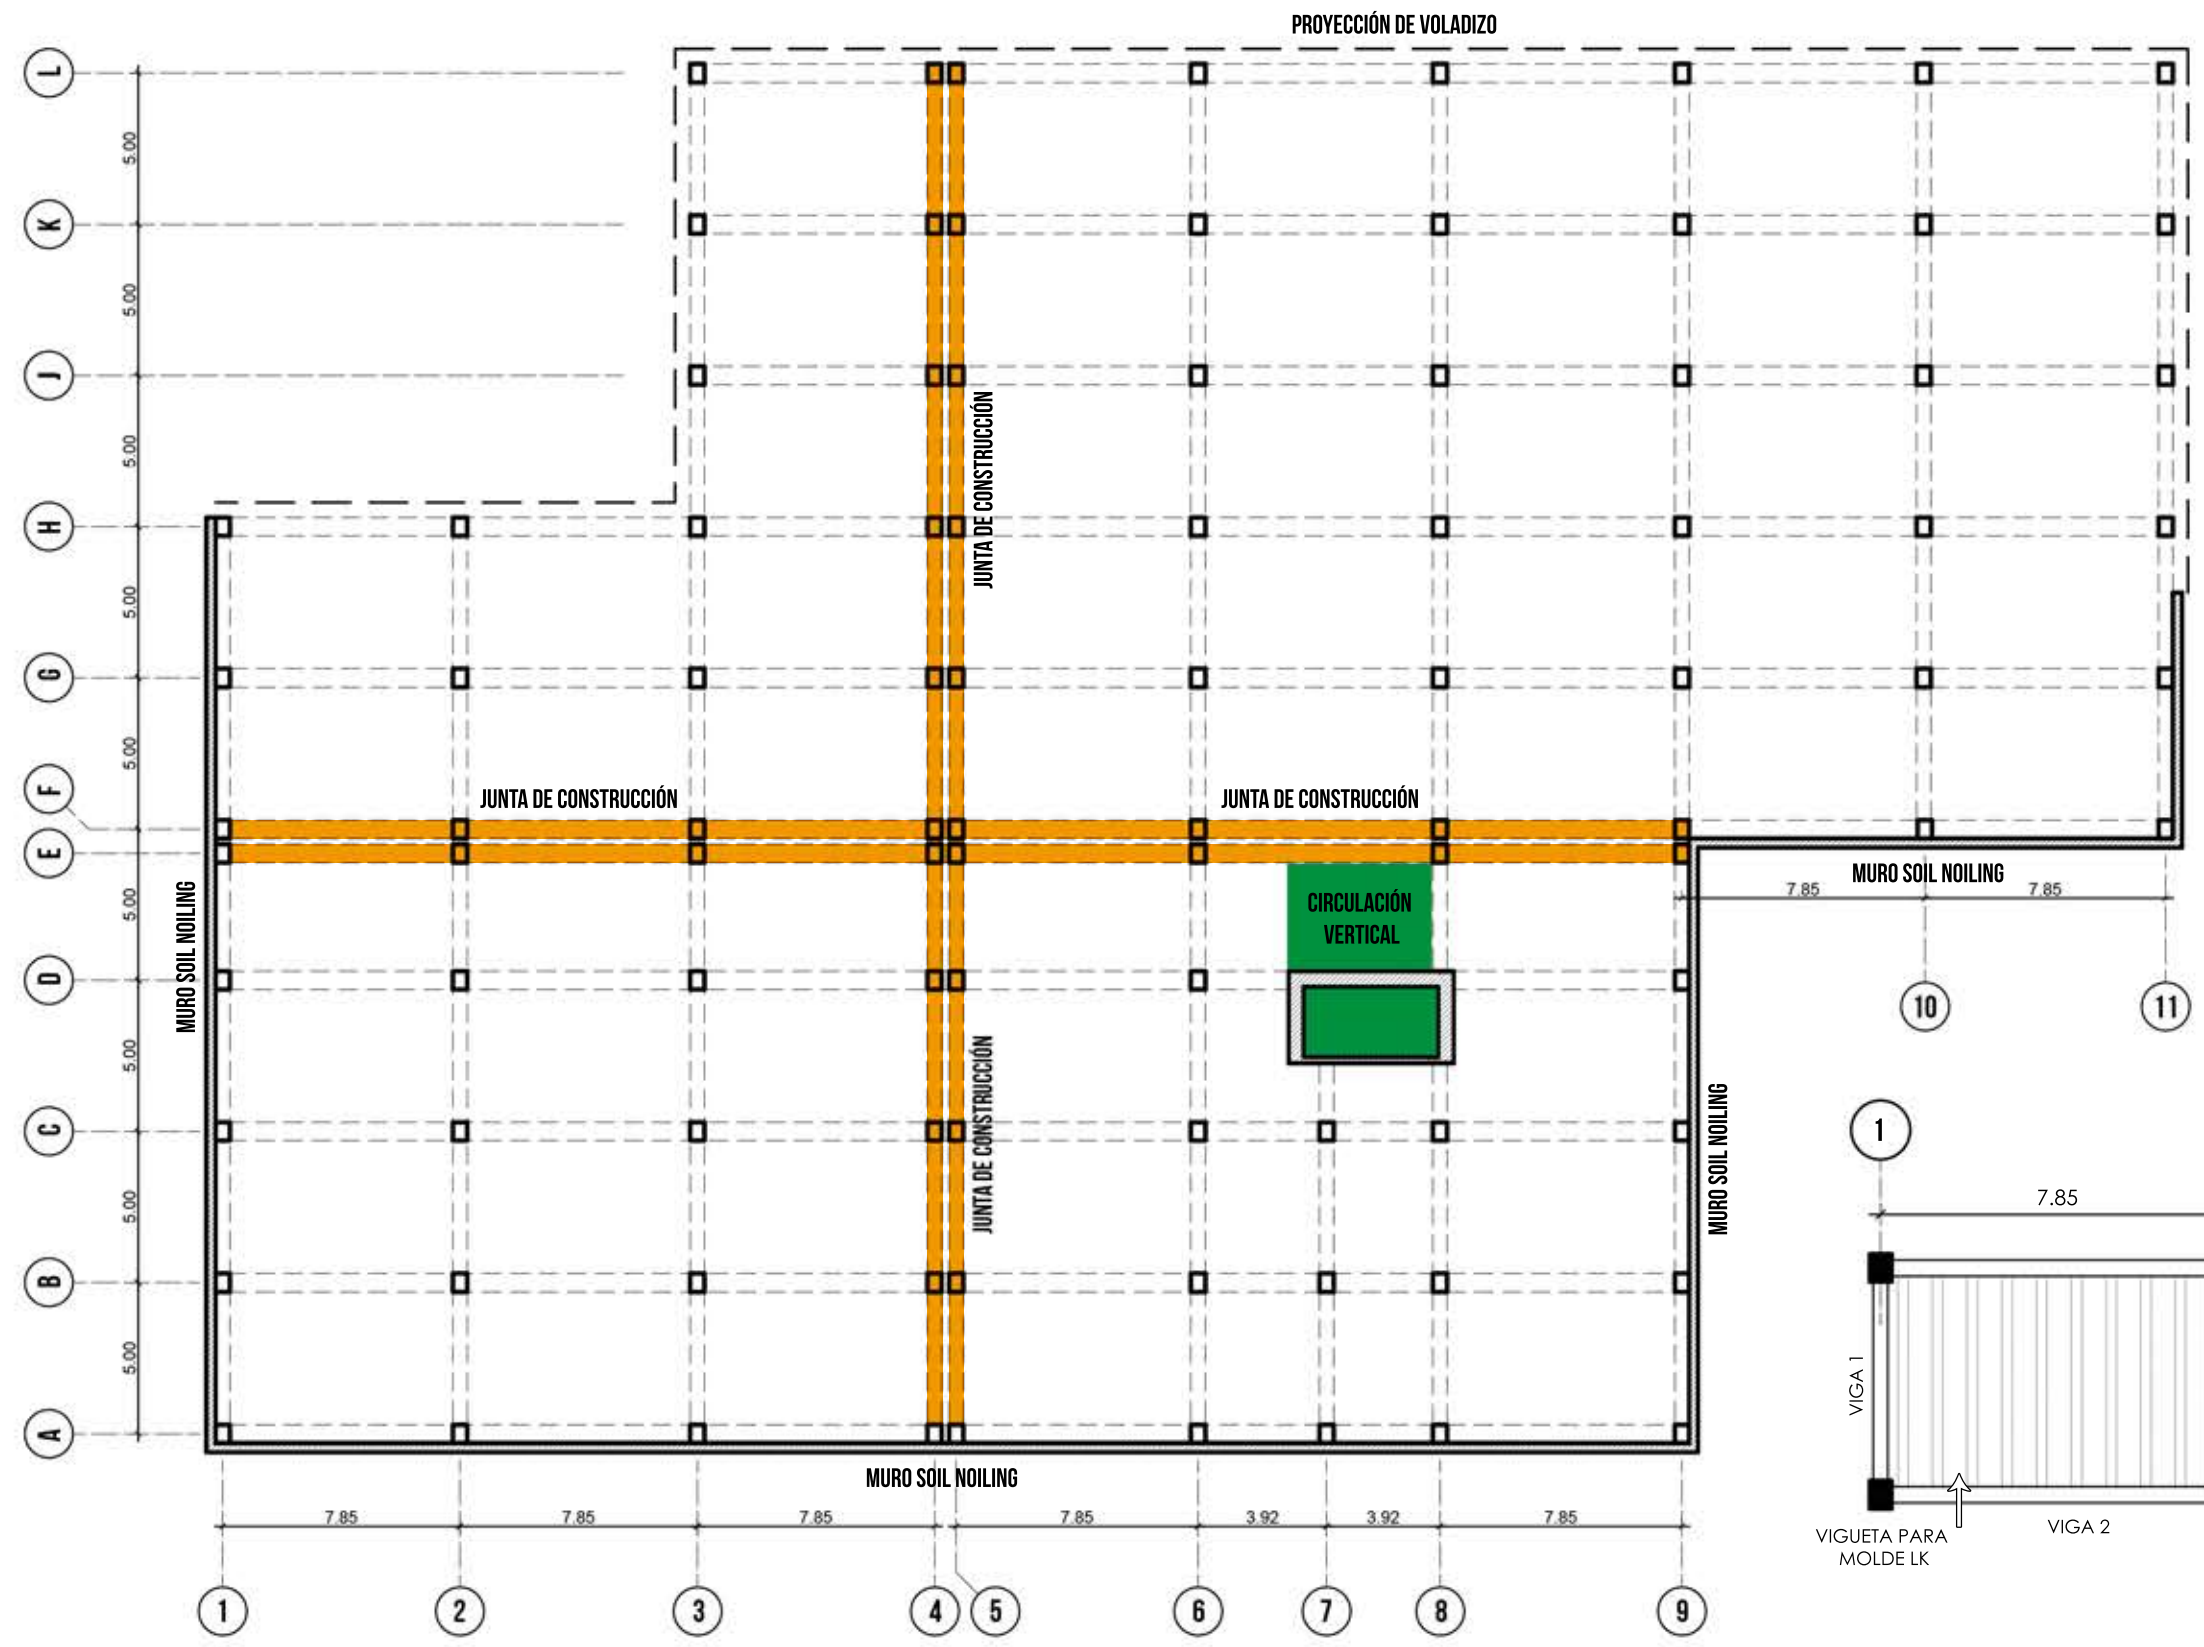 PROYECCIÓN DE VOLADIZO
L
5.00
K
5.00
J
5.00
JUNTA DE CONSTRUCCIÓN
H
5.00
G
5.00
F
JUNTA DE CONSTRUCCIÓN
JUNTA DE CONSTRUCCIÓN
E
MURO SOIL NOILING
7.85
7.85
5.00
MURO SOIL NOILING
CIRCULACIÓN
VERTICAL
D
10
11
5.00
JUNTA DE CONSTRUCCIÓN
C
MURO SOIL NOILING
1
5.00
7.85
B
5.00
VIGA 1
A
MURO SOIL NOILING
7.85
7.85
7.85
7.85
3.92
3.92
7.85
VIGUETA PARA
MOLDE LK
VIGA 2
1
2
3
4
5
6
7
8
9